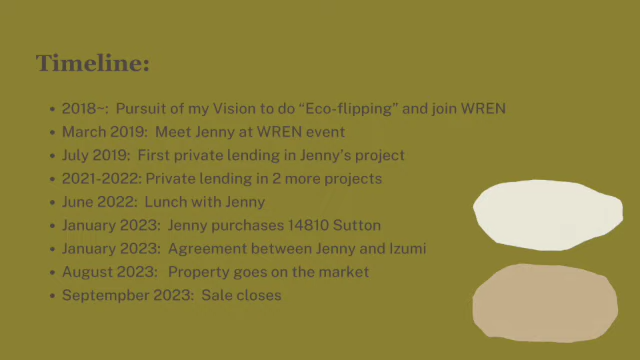 Timeline:
• 2018~: Pursuit of my Vision to do “Eco-flipping” and join WREN
• March 2019: Meet Jenny at WREN event
• July 2019: First private lending in Jenny's project
• 2021-2022: Private lending in 2 more projects
• June 2022: Lunch with Jenny
• January 2023: Jenny purchases 14810 Sutton
• January 2023: Agreement between Jenny and Izumi
• August 2023: Property goes on the market
• Septempber 2023: Sale closes